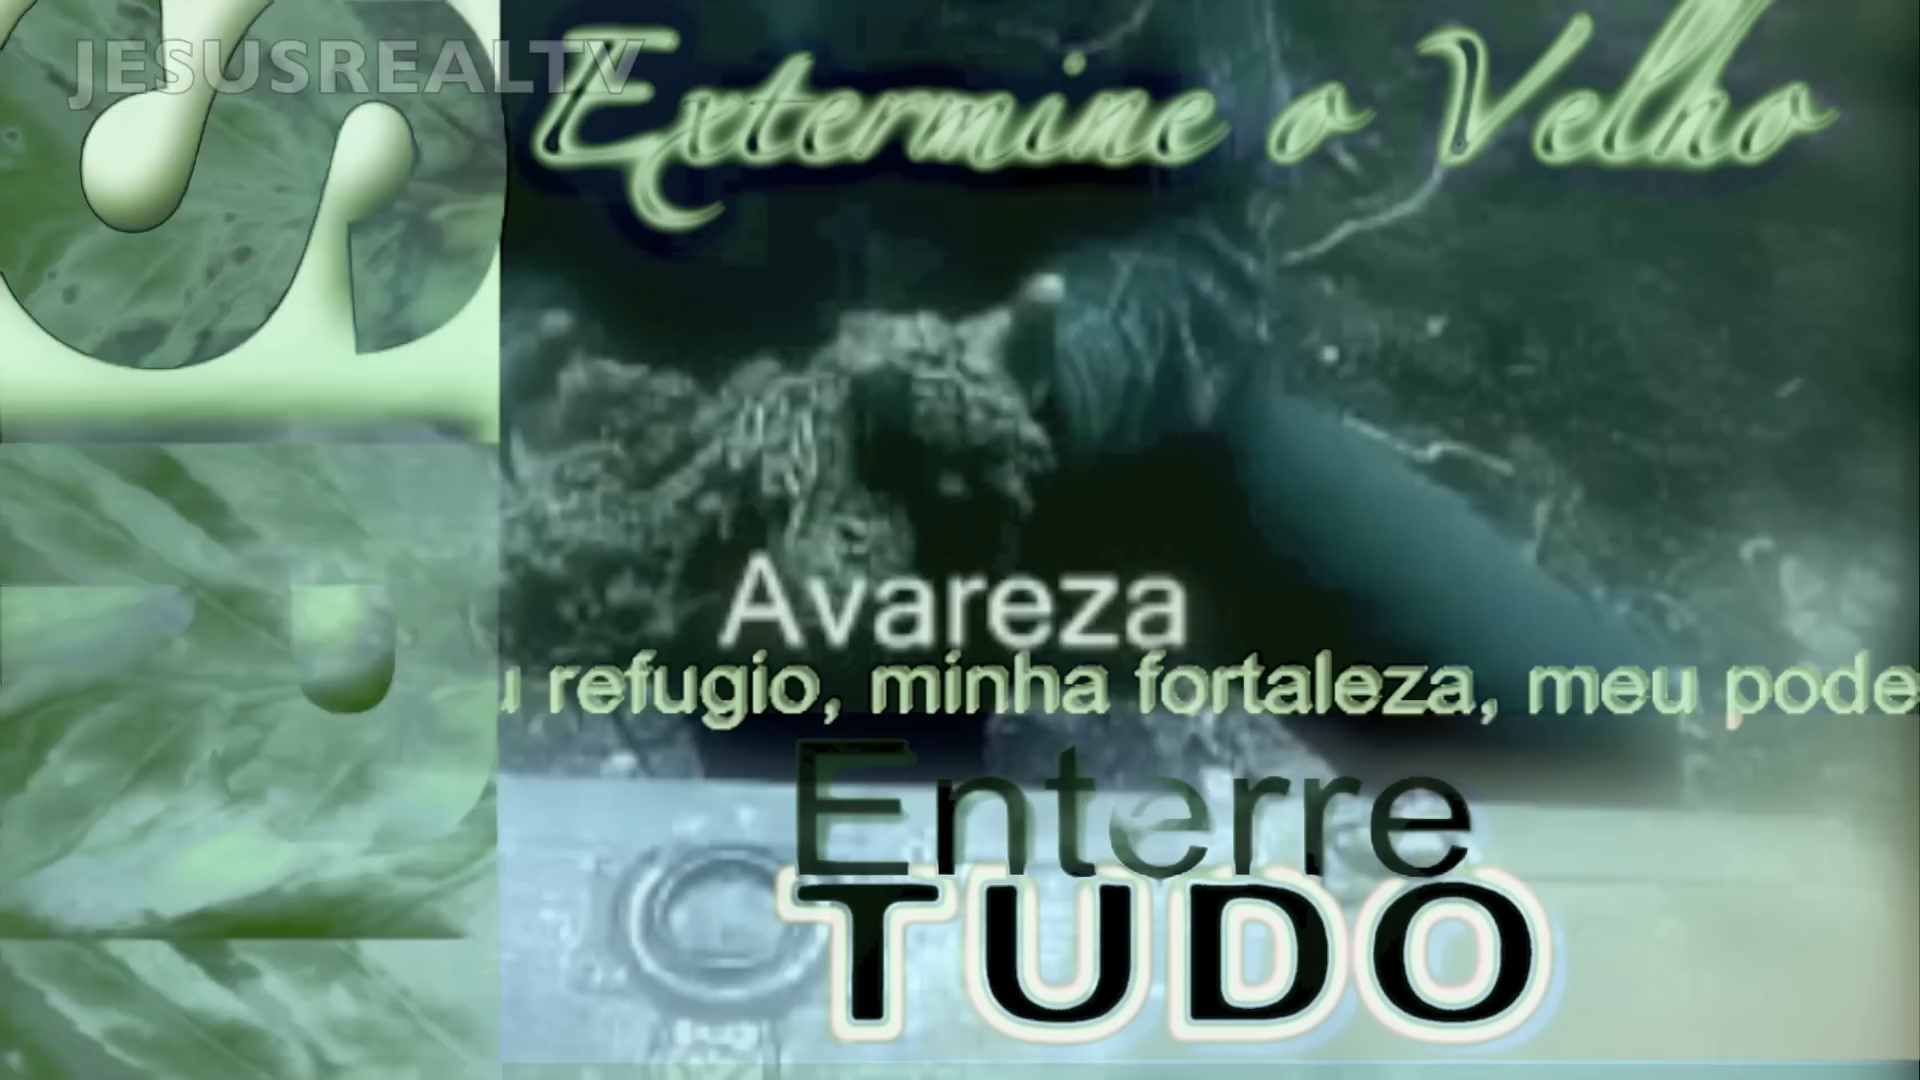 JESUSREALTV
Extermine o Velho
Avareza
u refugio, minha fortaleza, meu pode
Enterre
TUDO